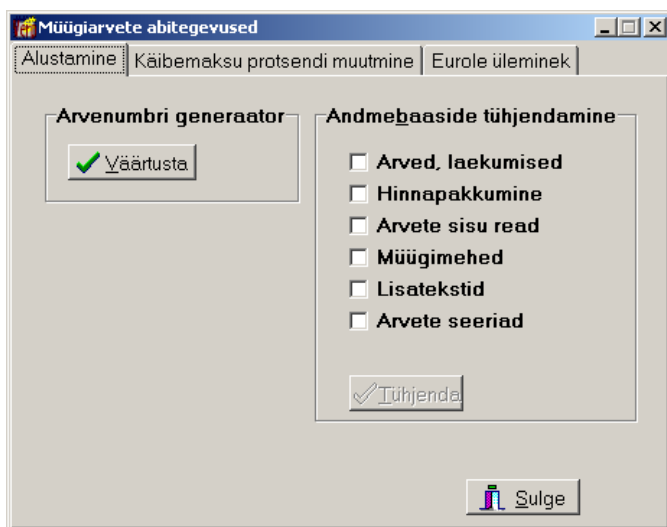 Müügiarvete abitegevused
Alustamine Käibemaksu protsendi muutmine Eurole üleminek
Arvenumbri generaator
Väärtusta
Andmebaaside tühjendamine
Arved, laekumised
Hinnapakkumine
Arvete sisu read
Müügimehed
Lisatekstid
Arvete seeriad
Tühjenda
Sulge